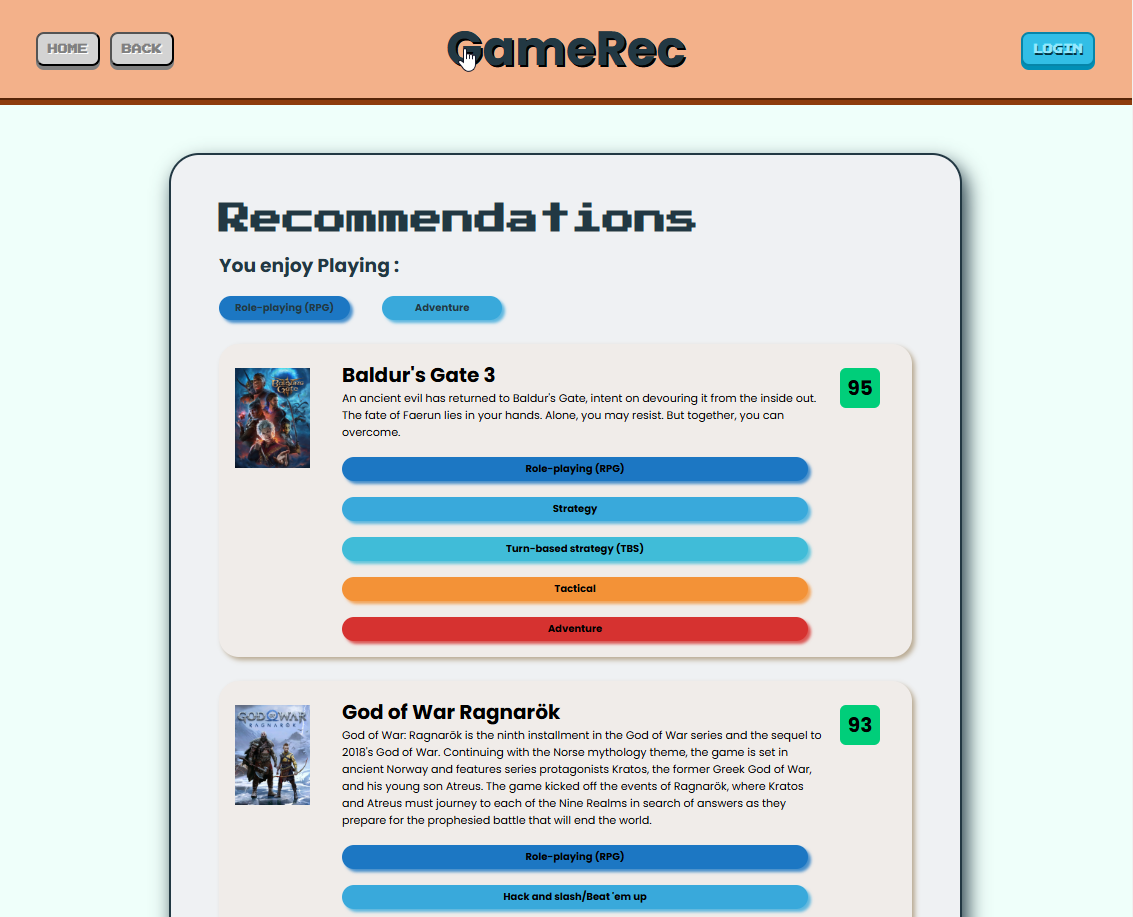 HOME BACK GameRec LOGIN
Recommendations
You enjoy Playing :
Role-playing (RPG) Adventure
Baldur's Gate 3 95
An ancient evil has returned to Baldur's Gate, intent on devouring it from the inside out.
The fate of Faerun lies in your hands. Alone, you may resist. But together, you can
overcome.
Role-playing (RPG)
Strategy
Turn-based strategy (TBS)
Tactical
Adventure
GOD OF WAR
RAGNARÖK
God of War Ragnarök 93
God of War: Ragnarök is the ninth installment in the God of War series and the sequel to
2018's God of War. Continuing with the Norse mythology theme, the game is set in
ancient Norway and features series protagonists Kratos, the former Greek God of War,
and his young son Atreus. The game kicked off the events of Ragnarök, where Kratos
and Atreus must journey to each of the Nine Realms in search of answers as they
prepare for the prophesied battle that will end the world.
Role-playing (RPG)
Hack and slash/Beat 'em up